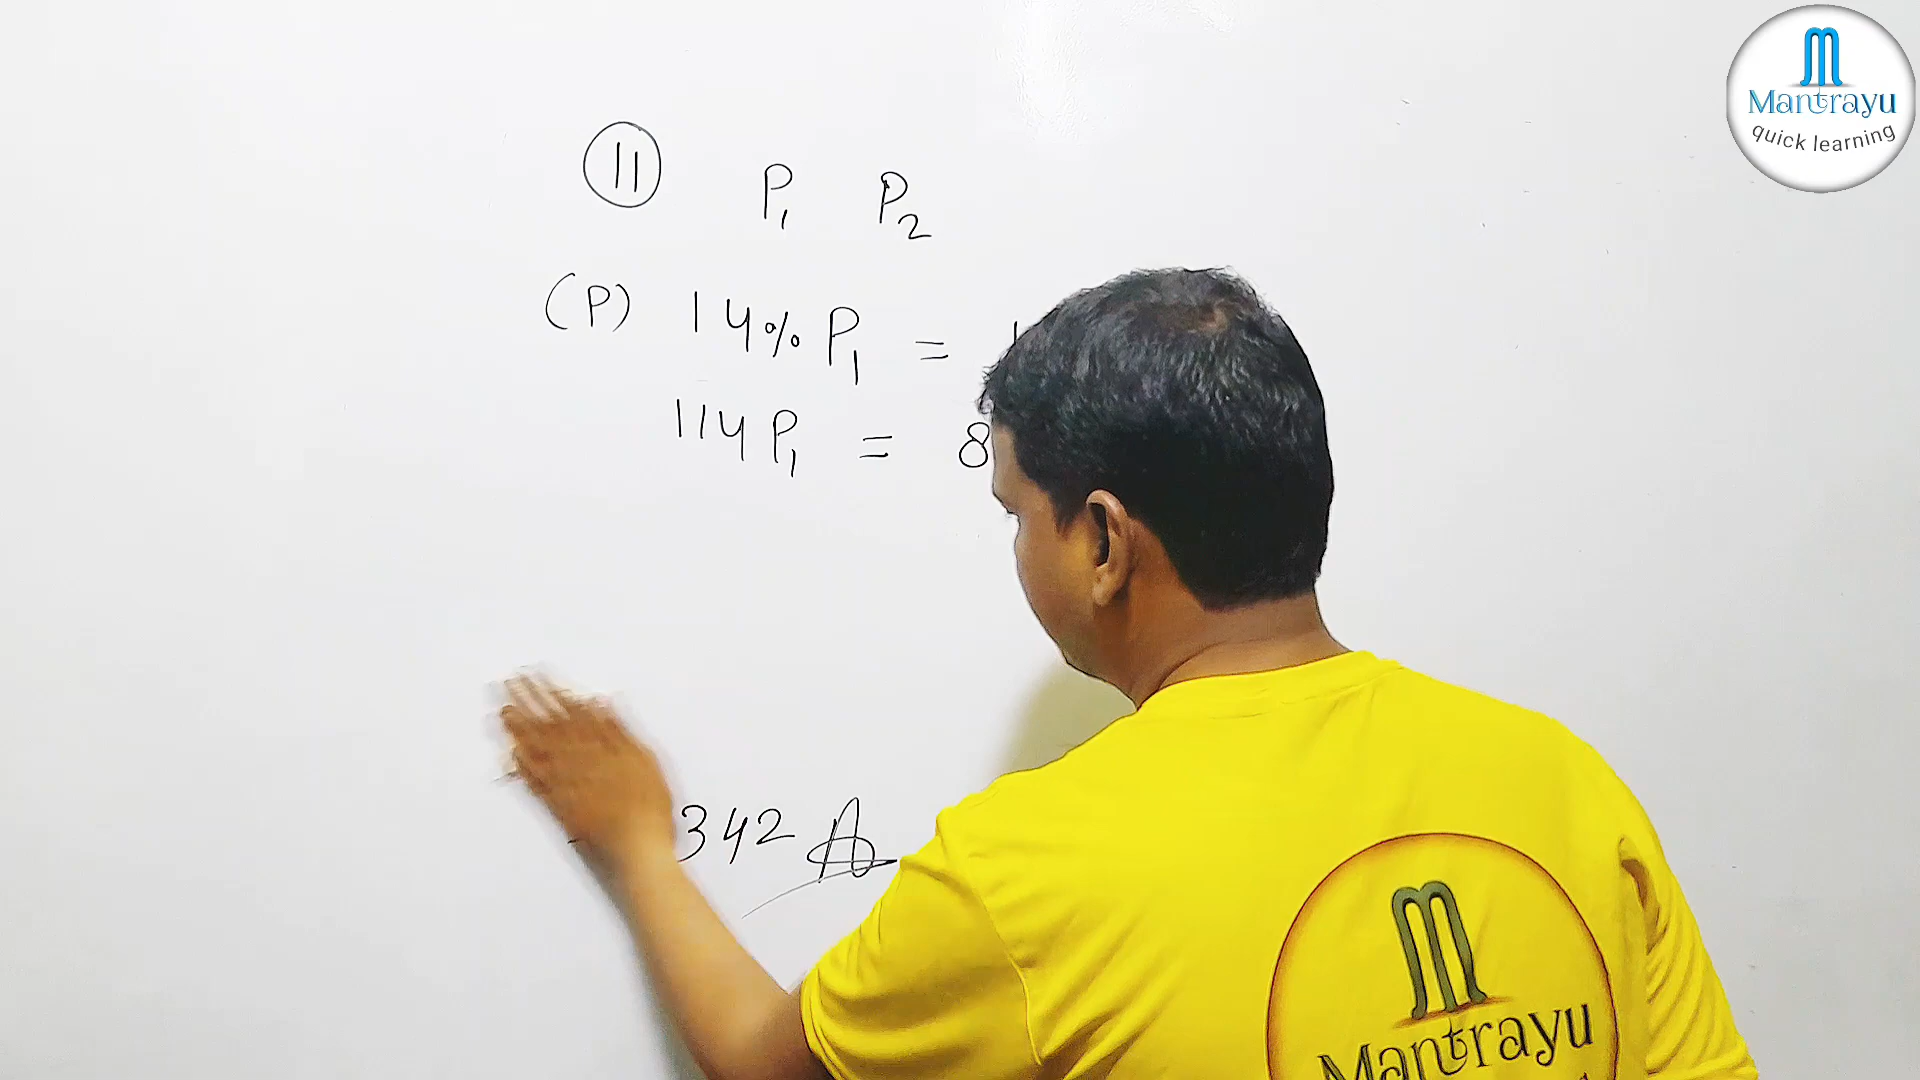 Mantrayu
quick learning
11 P₁ P₂
(P) 14% P₁ =
114 P₁ = 8
342 A
Mantrayu